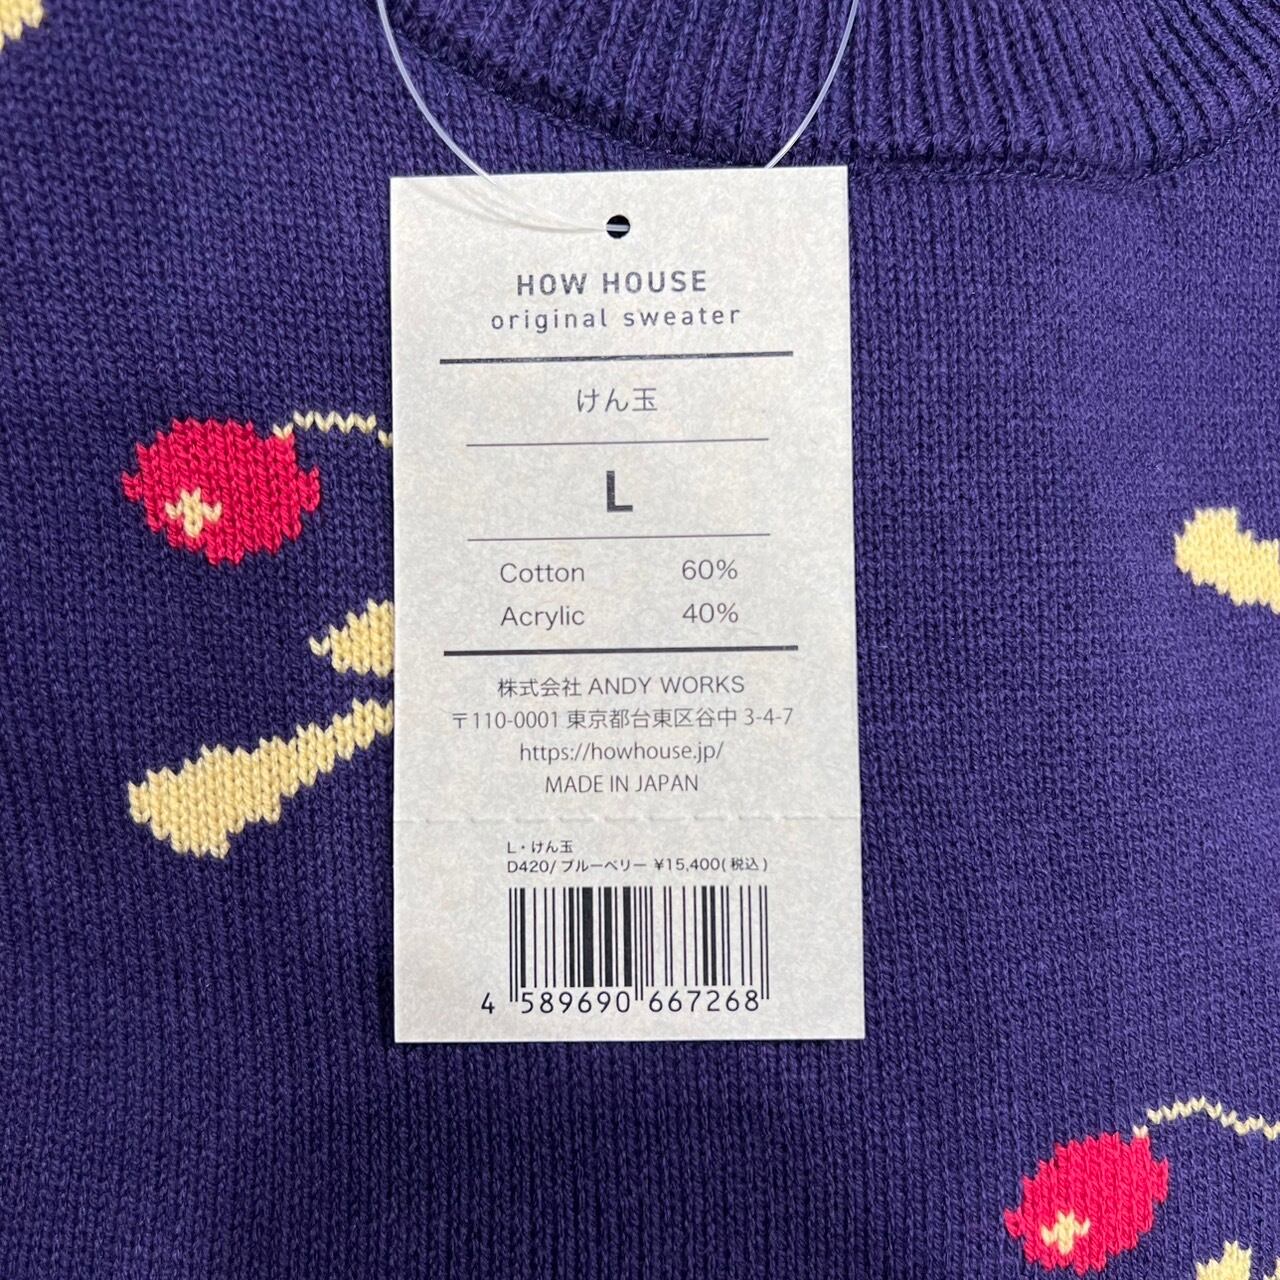 HOW HOUSE
original sweater
けん玉
L
Cotton 60%
Acrylic 40%
株式会社 ANDY WORKS
〒110-0001 東京都台東区谷中 3-4-7
https://howhouse.jp/
MADE IN JAPAN
L・けん玉
D420/ブルーベリー ¥15,400(税込)
4 589690 667268